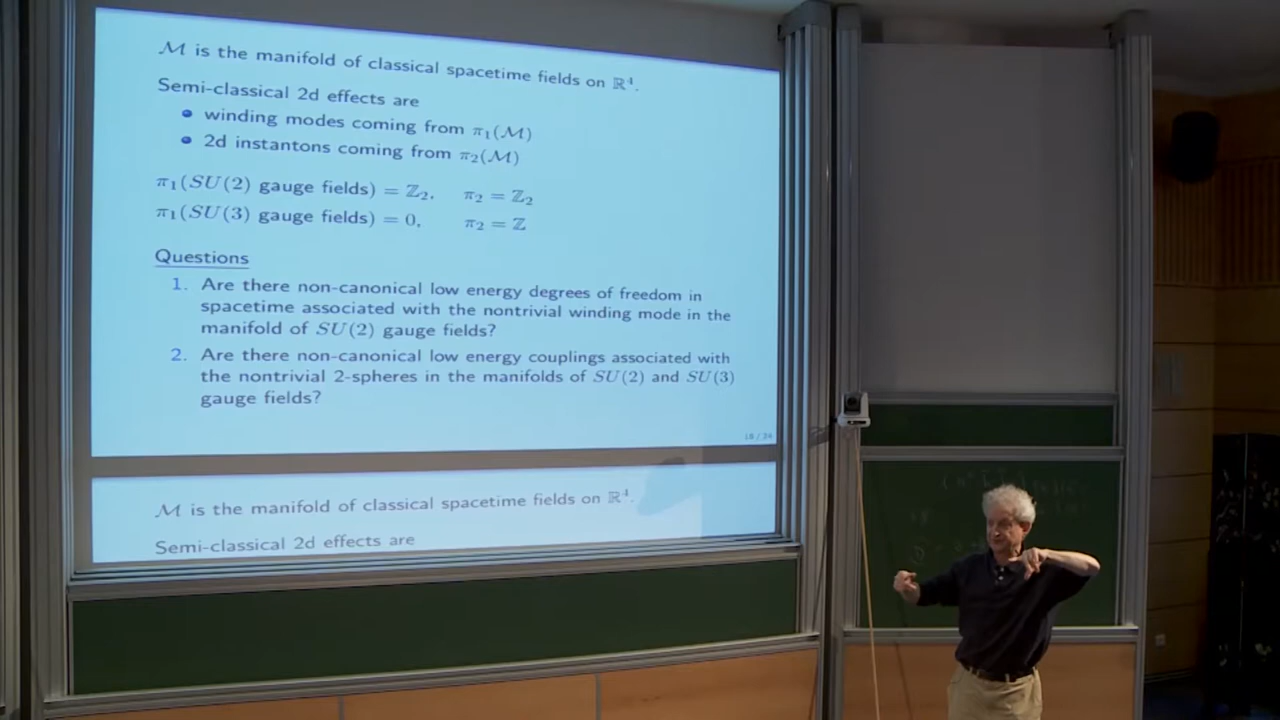 ℳ is the manifold of classical spacetime fields on ℝ⁴.
Semi-classical 2d effects are
• winding modes coming from π₁(ℳ)
• 2d instantons coming from π₂(ℳ)
π₁(SU(2) gauge fields) = ℤ₂, π₂ = ℤ₂
π₁(SU(3) gauge fields) = 0, π₂ = ℤ
Questions
1. Are there non-canonical low energy degrees of freedom in
spacetime associated with the nontrivial winding mode in the
manifold of SU(2) gauge fields?
2. Are there non-canonical low energy couplings associated with
the nontrivial 2-spheres in the manifolds of SU(2) and SU(3)
gauge fields?
ℳ is the manifold of classical spacetime fields on ℝ⁴.
Semi-classical 2d effects are